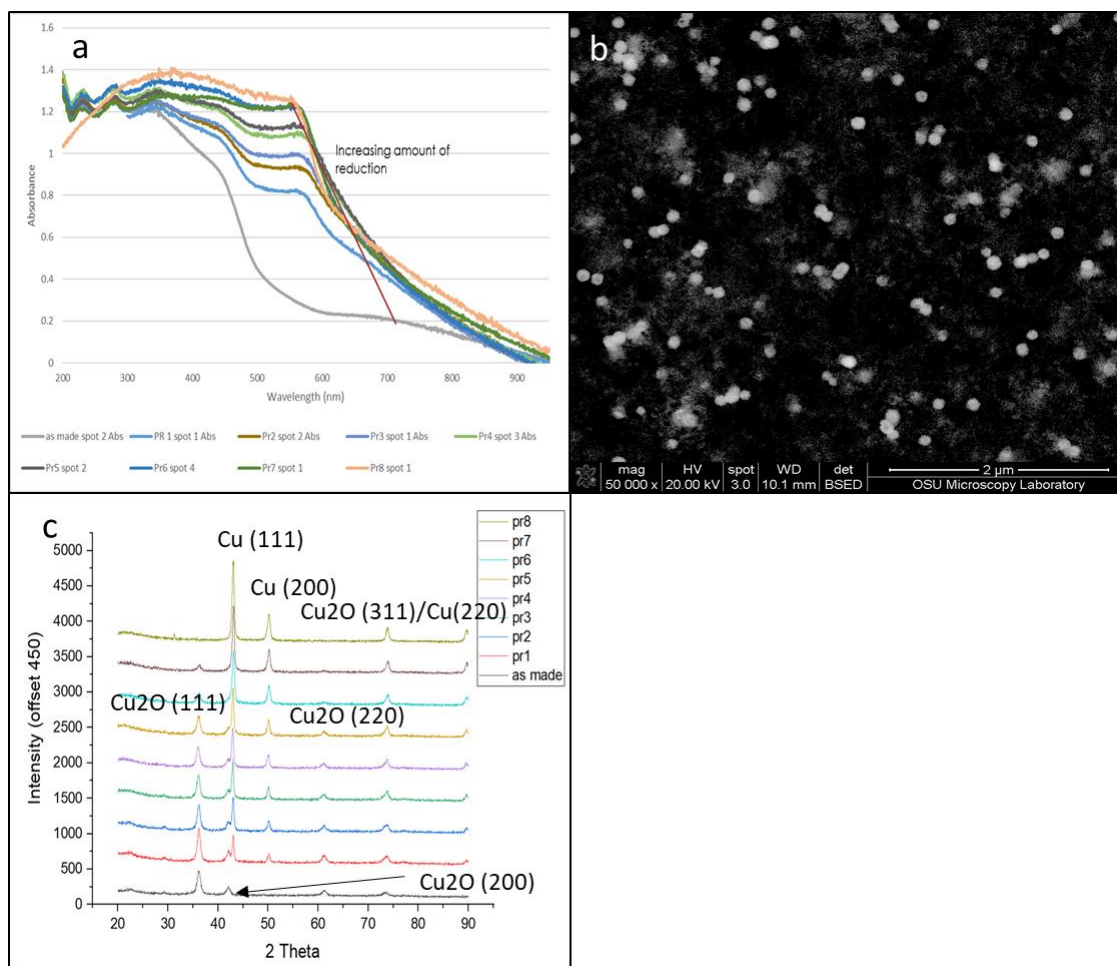 a
1.6
1.4
1.2
1
0.8
0.6
0.4
0.2
0
Absorbance
Increasing amount of
reduction
200 300 400 500 600 700 800 900
Wavelength (nm)
as made spot 2 Abs PR 1 spot 1 Abs Pr2 spot 2 Abs Pr3 spot 1 Abs Pr4 spot 3 Abs
Pr5 spot 2 Pr6 spot 4 Pr7 spot 1 Pr8 spot 1
b
mag HV spot WD det 2 µm
50 000 x 20.00 kV 3.0 10.1 mm BSED OSU Microscopy Laboratory
c
pr8
pr7
pr6
pr5
pr4
pr3
pr2
pr1
as made
Cu (111)
Cu (200)
Cu2O (311)/Cu(220)
Cu2O (111)
Cu2O (220)
Cu2O (200)
5000
4500
4000
3500
3000
2500
2000
1500
1000
500
0
Intensity (offset 450)
20 30 40 50 60 70 80 90
2 Theta